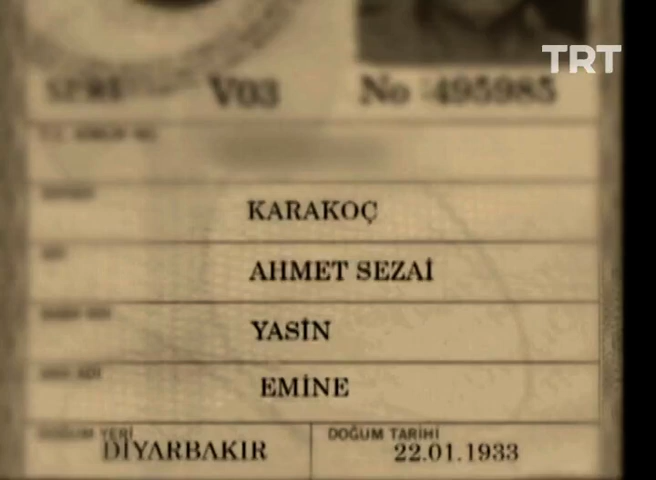 TRT
SERİ V03 No 495985
KARAKOÇ
AHMET SEZAİ
YASİN
EMİNE
DOĞUM YERİ
DİYARBAKIR
DOĞUM TARİHİ
22.01.1933